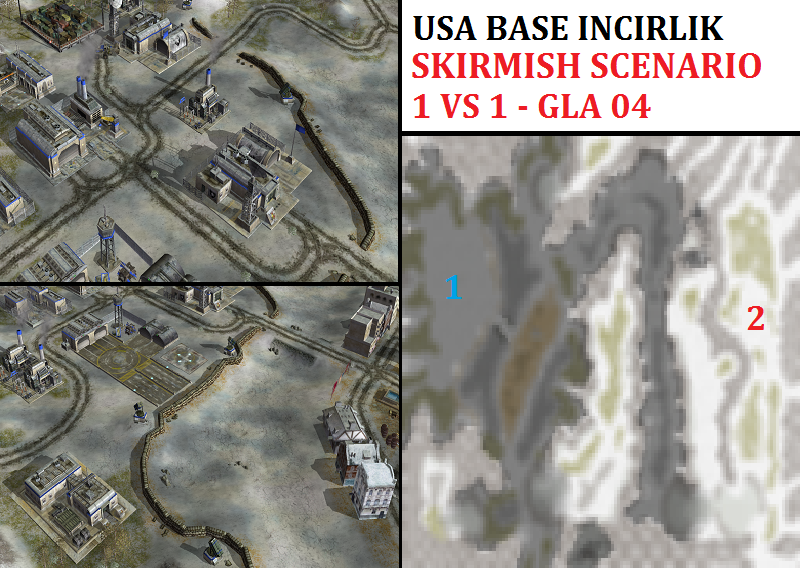 USA BASE INCIRLIK
SKIRMISH SCENARIO
1 VS 1 - GLA 04
1
2